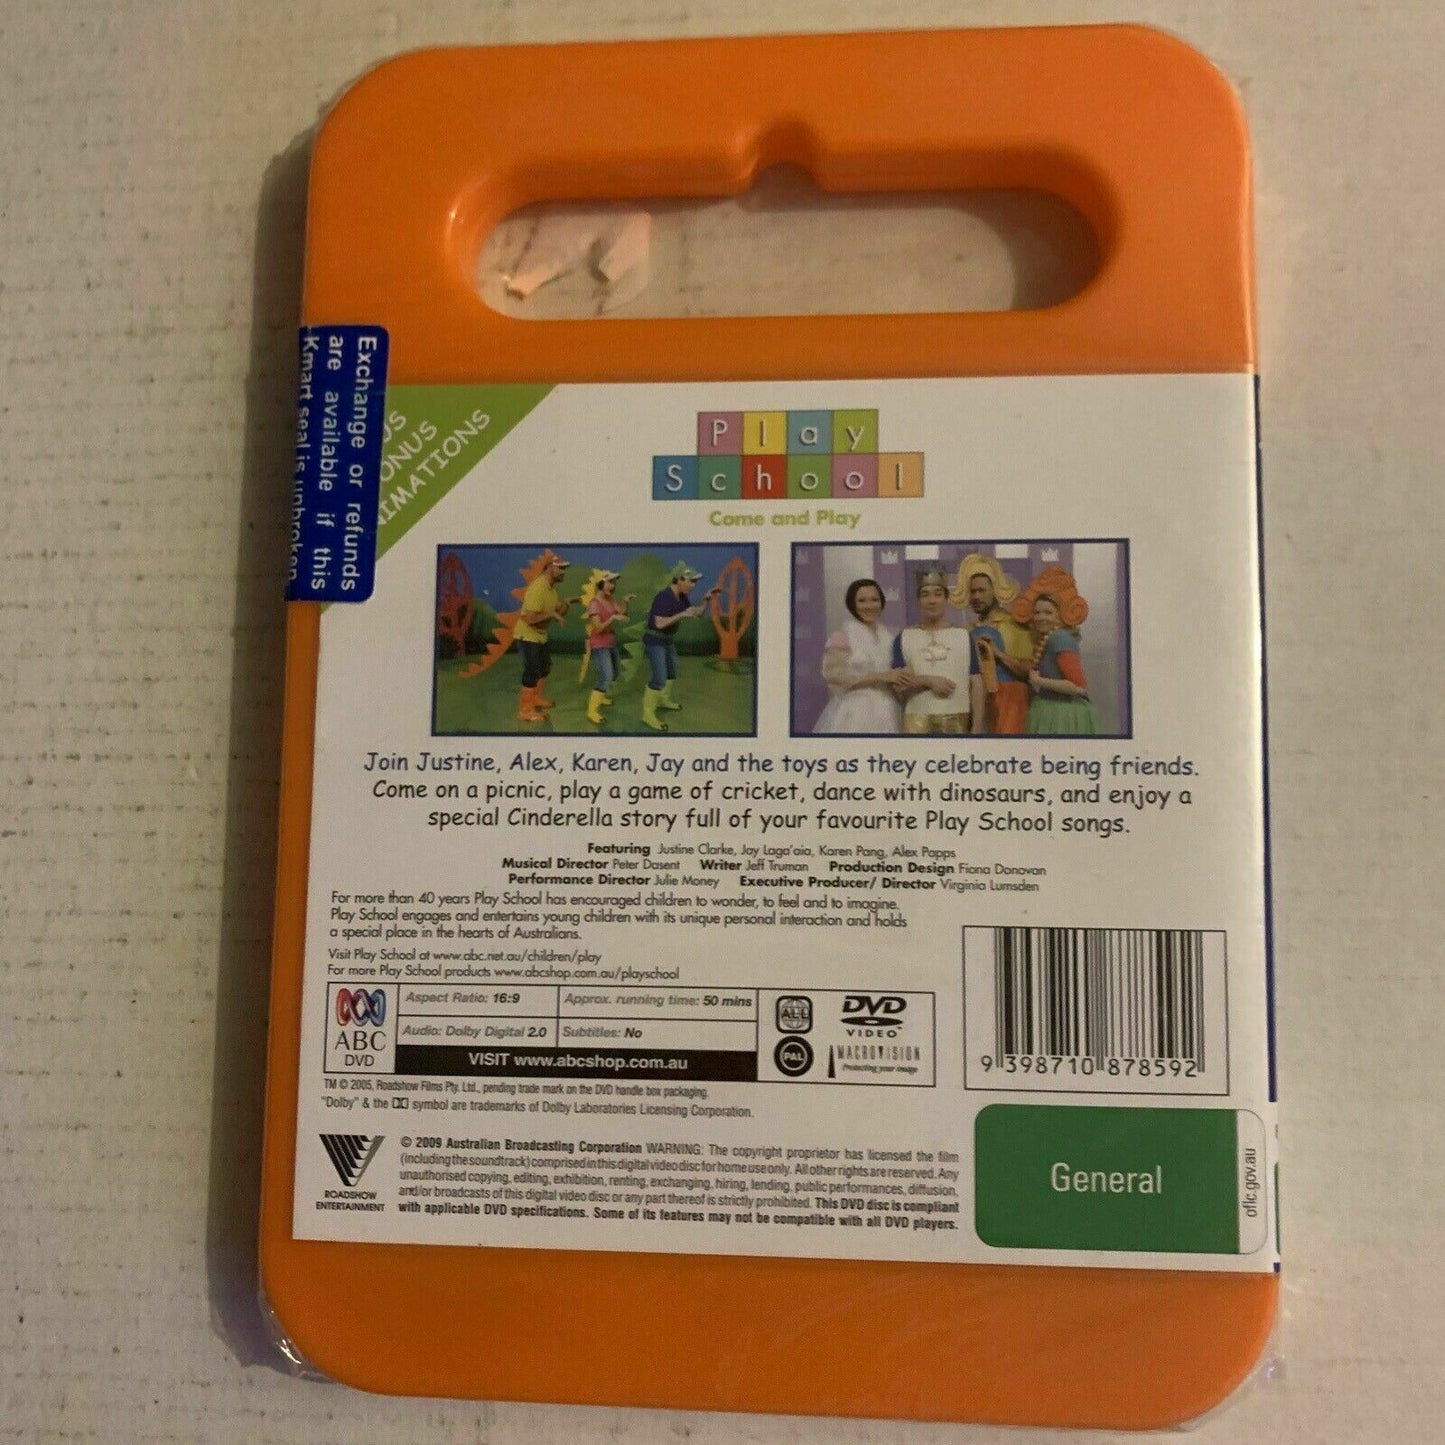 Exchange or refunds
are available if this
Kmart seal is unbroken
ANIMATIONS
Play
School
Come and Play
Join Justine, Alex, Karen, Jay and the toys as they celebrate being friends.
Come on a picnic, play a game of cricket, dance with dinosaurs, and enjoy a
special Cinderella story full of your favourite Play School songs.
Featuring Justine Clarke, Jay Laga'aia, Karen Pang, Alex Papps
Musical Director Peter Dasent Writer Jeff Truman Production Design Fiona Donovan
Performance Director Julie Money Executive Producer/ Director Virginia Lumsden
For more than 40 years Play School has encouraged children to wonder, to feel and to imagine.
Play School engages and entertains young children with its unique personal interaction and holds
a special place in the hearts of Australians.
Visit Play School at www.abc.net.au/children/play
For more Play School products www.abcshop.com.au/playschool
ABC
DVD
Aspect Ratio: 16:9 Approx. running time: 50 mins
Audio: Dolby Digital 2.0 Subtitles: No
VISIT www.abcshop.com.au
ALL
PAL
DVD
VIDEO™
MACROVISION
Protecting your image
9 398710 878592
TM © 2005, Roadshow Films Pty. Ltd., pending trade mark on the DVD handle box packaging.
"Dolby" & the symbol are trademarks of Dolby Laboratories Licensing Corporation.
ROADSHOW
ENTERTAINMENT
© 2009 Australian Broadcasting Corporation WARNING: The copyright proprietor has licensed the film
(including the soundtrack) comprised in this digital video disc for home use only. All other rights are reserved. Any
unauthorised copying, editing, exhibition, renting, exchanging, hiring, lending, public performances, diffusion,
and/or broadcasts of this digital video disc or any part thereof is strictly prohibited. This DVD disc is compliant
with applicable DVD specifications. Some of its features may not be compatible with all DVD players.
General
oflc.gov.au